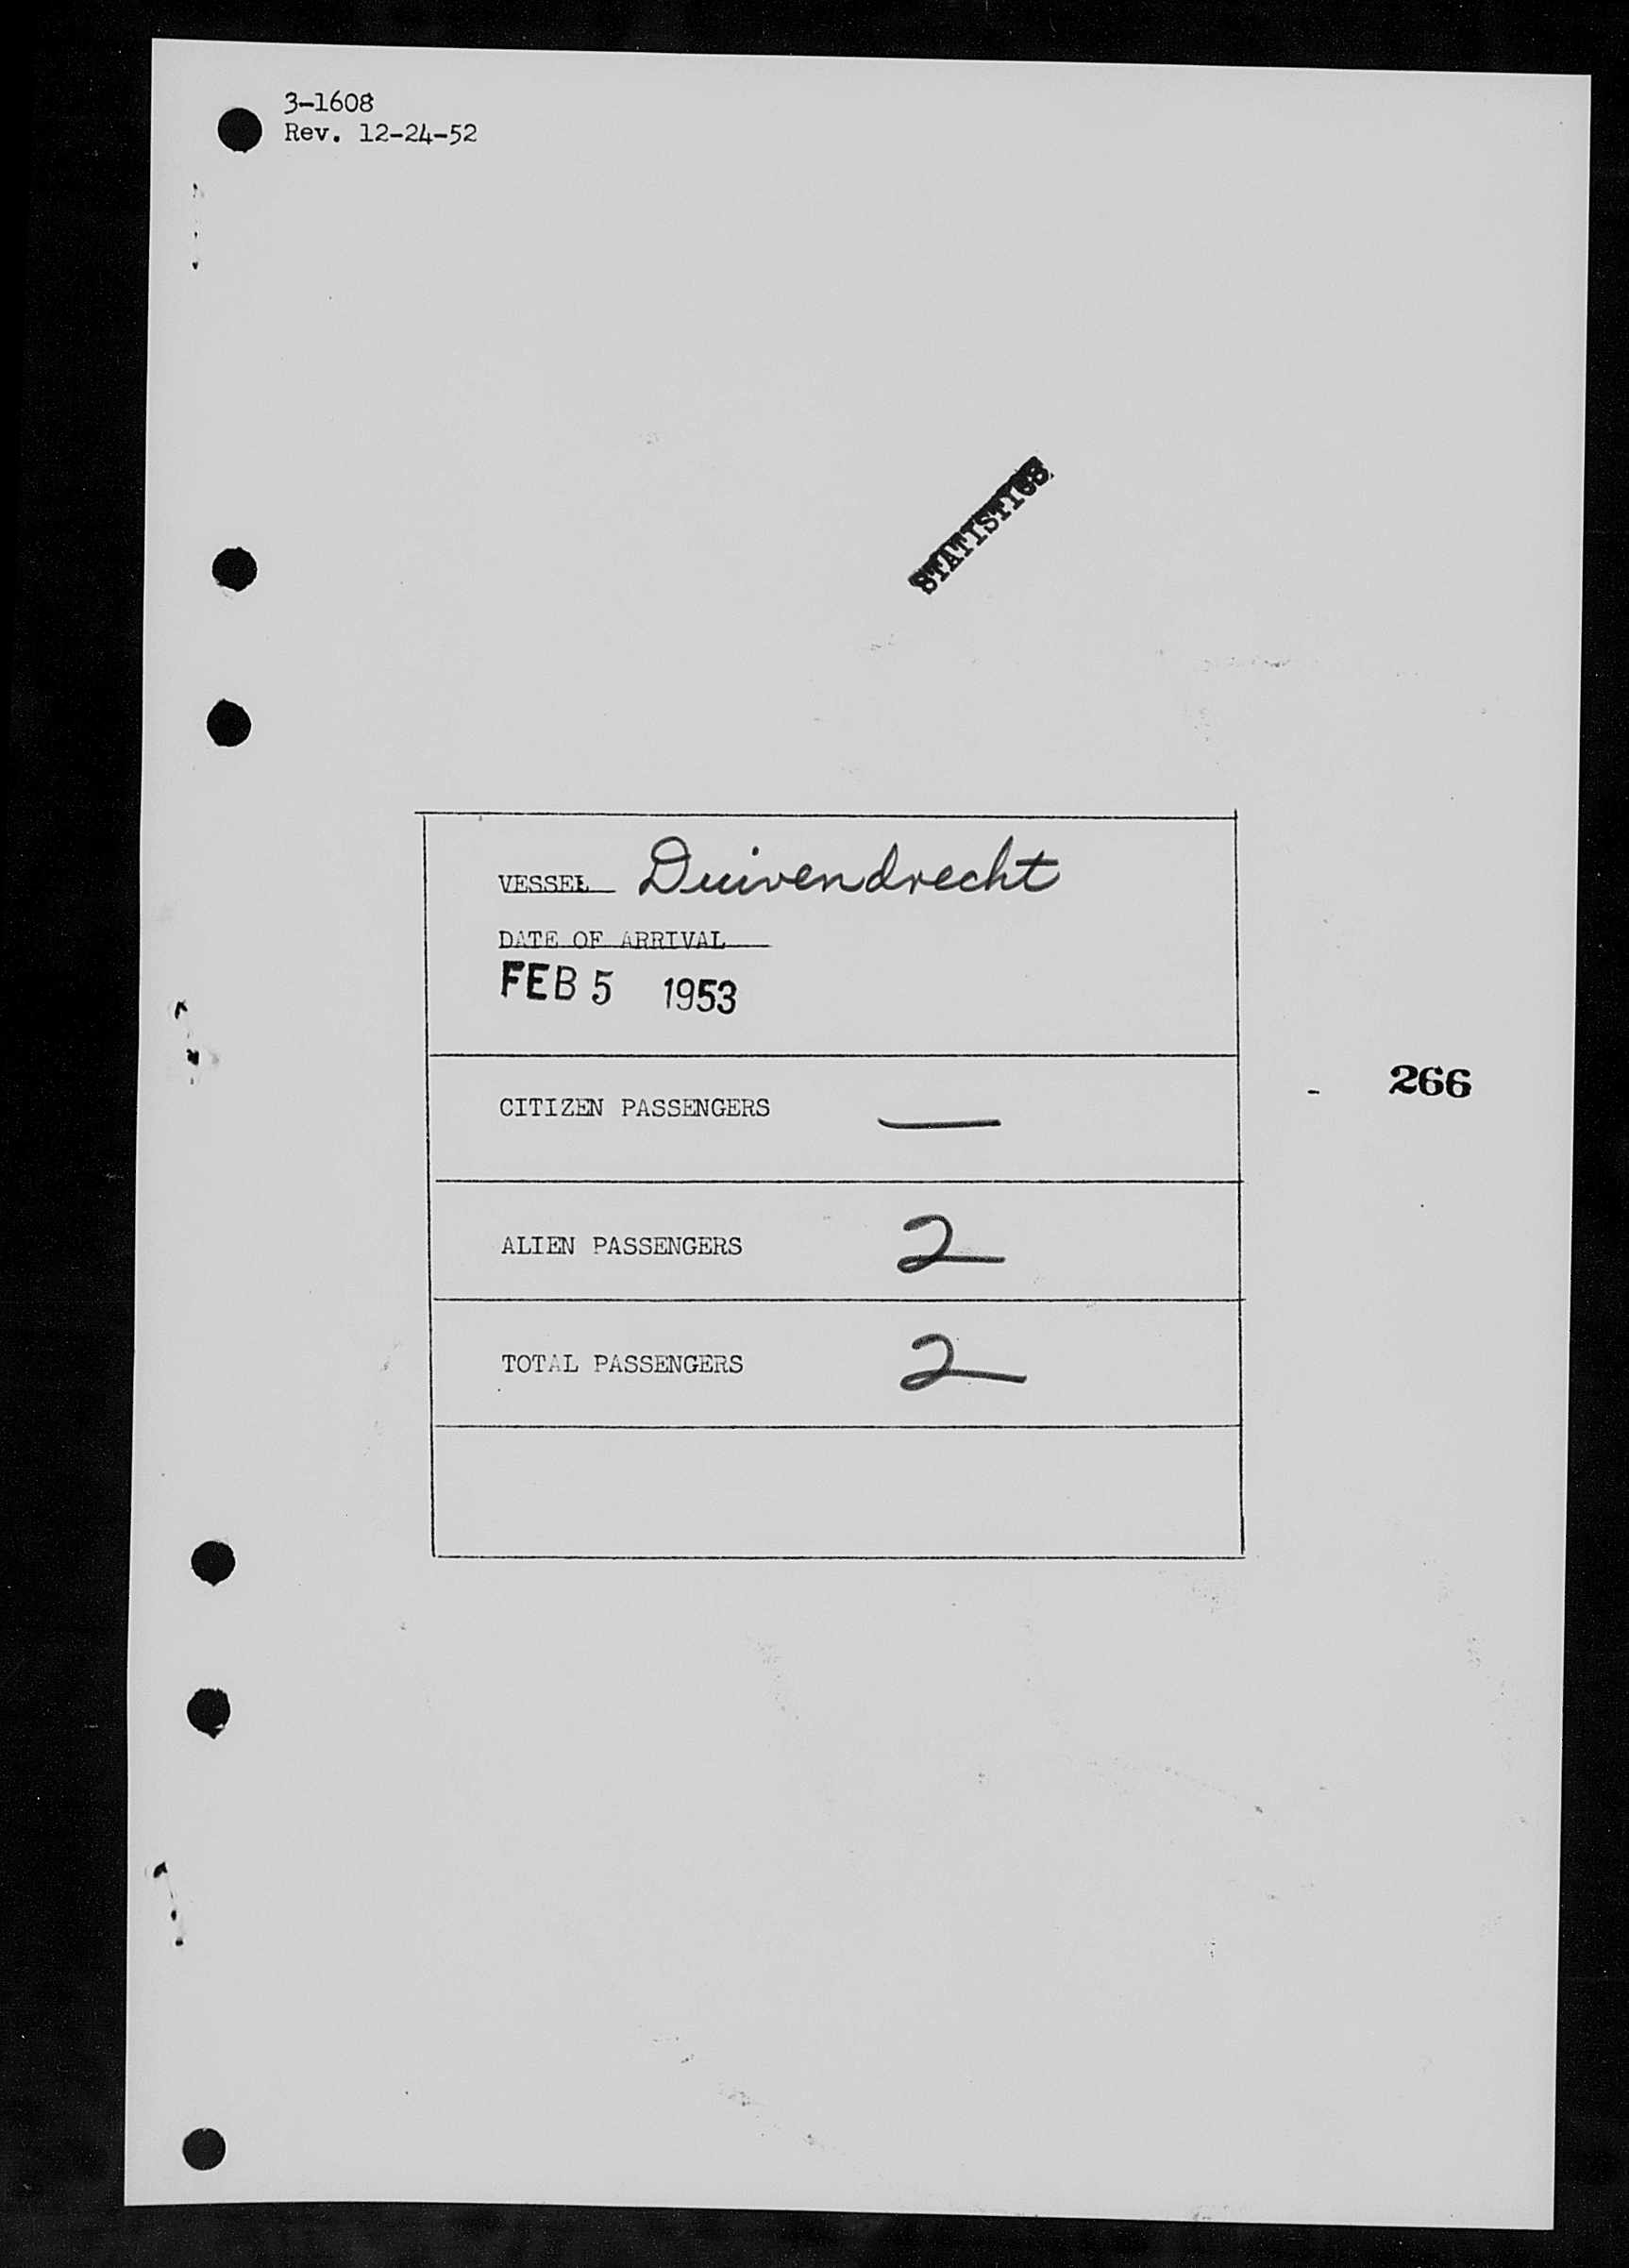 3-1608
Rev. 12-24-52
STATISTICS
VESSEL Duivendrecht
DATE OF ARRIVAL
FEB 5 1953
CITIZEN PASSENGERS —
- 266
ALIEN PASSENGERS 2
TOTAL PASSENGERS 2